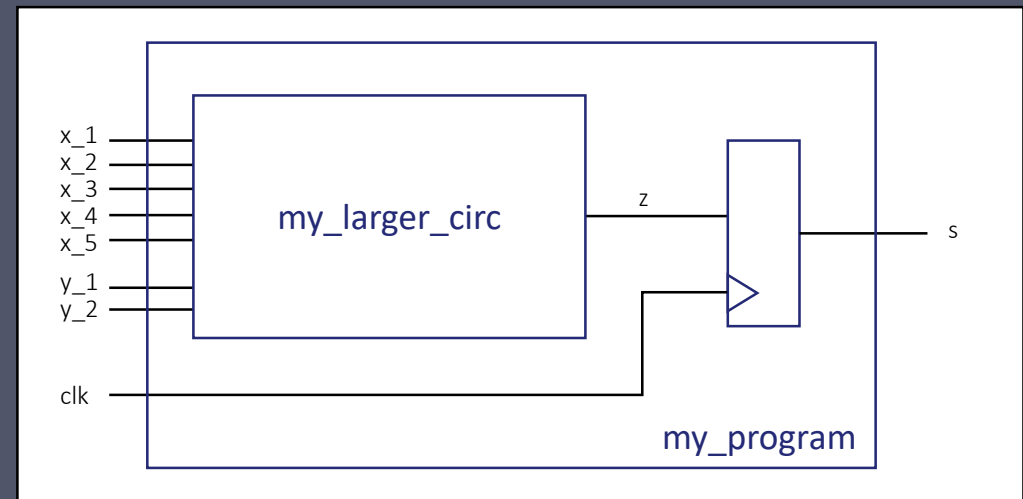 x_1
x_2
x_3
x_4
x_5
y_1
y_2
clk
my_larger_circ
z
s
my_program